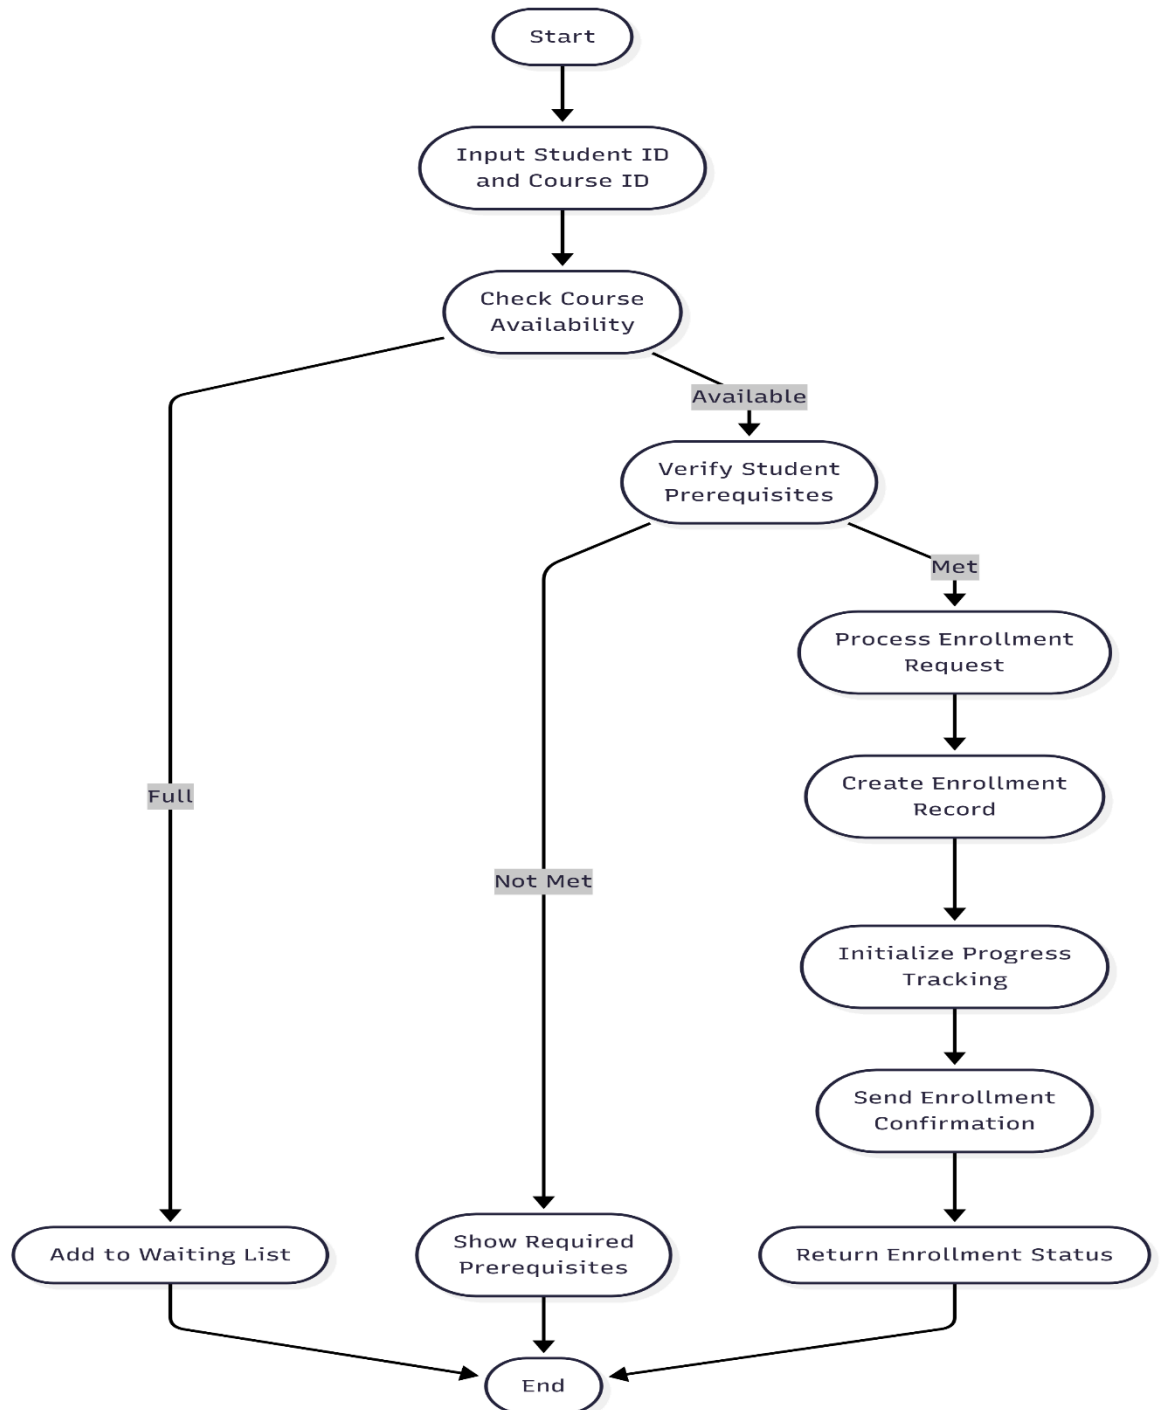 Start
Input Student ID
and Course ID
Check Course
Availability
Available
Verify Student
Prerequisites
Met
Process Enrollment
Request
Full
Create Enrollment
Record
Not Met
Initialize Progress
Tracking
Send Enrollment
Confirmation
Add to Waiting List
Show Required
Prerequisites
Return Enrollment Status
End